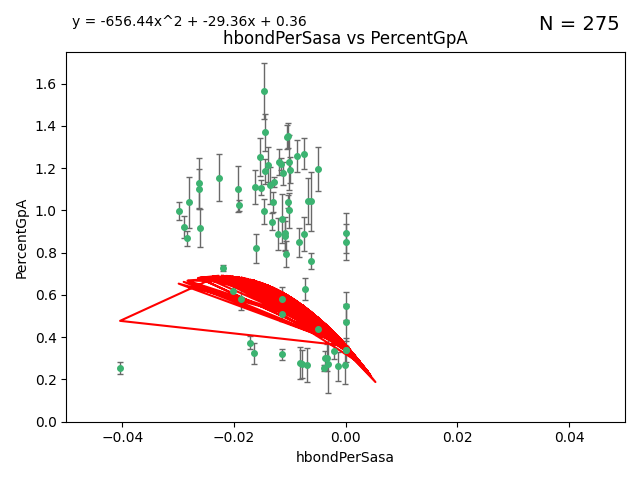 y = -656.44x^2 + -29.36x + 0.36
N = 275
hbondPerSasa vs PercentGpA
1.6
1.4
1.2
1.0
0.8
0.6
0.4
0.2
0.0
PercentGpA
−0.04 −0.02 0.00 0.02 0.04
hbondPerSasa